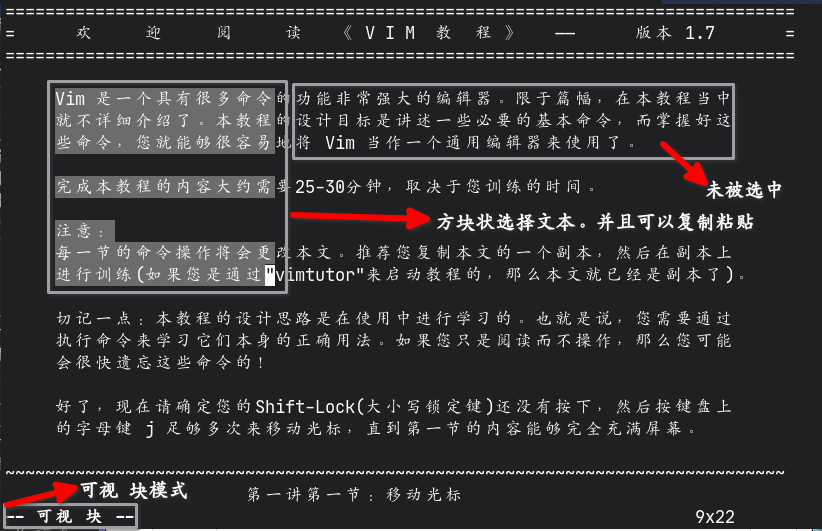 ===============================================================================
=      欢     迎     阅     读   《 V I M  教  程 》   ——      版本 1.7      =
===============================================================================
Vim 是一个具有很多命令的功能非常强大的编辑器。限于篇幅，在本教程当中
就不详细介绍了。本教程的设计目标是讲述一些必要的基本命令，而掌握好这
些命令，您就能够很容易地将 Vim 当作一个通用编辑器来使用了。
完成本教程的内容大约需要25-30分钟，取决于您训练的时间。
未被选中
方块状选择文本。并且可以复制粘贴
注意：
每一节的命令操作将会更改本文。推荐您复制本文的一个副本，然后在副本上
进行训练(如果您是通过"vimtutor"来启动教程的，那么本文就已经是副本了)。
切记一点：本教程的设计思路是在使用中进行学习的。也就是说，您需要通过
执行命令来学习它们本身的正确用法。如果您只是阅读而不操作，那么您可能
会很快遗忘这些命令的！
好了，现在请确定您的Shift-Lock(大小写锁定键)还没有按下，然后按键盘上
的字母键 j 足够多次来移动光标，直到第一节的内容能够完全充满屏幕。
~~~~~~~~~~~~~~~~~~~~~~~~~~~~~~~~~~~~~~~~~~~~~~~~~~~~~~~~~~~~~~~~~~~~~~~~~~~~~~
可视 块模式
第一讲第一节：移动光标
-- 可视 块 --
9x22